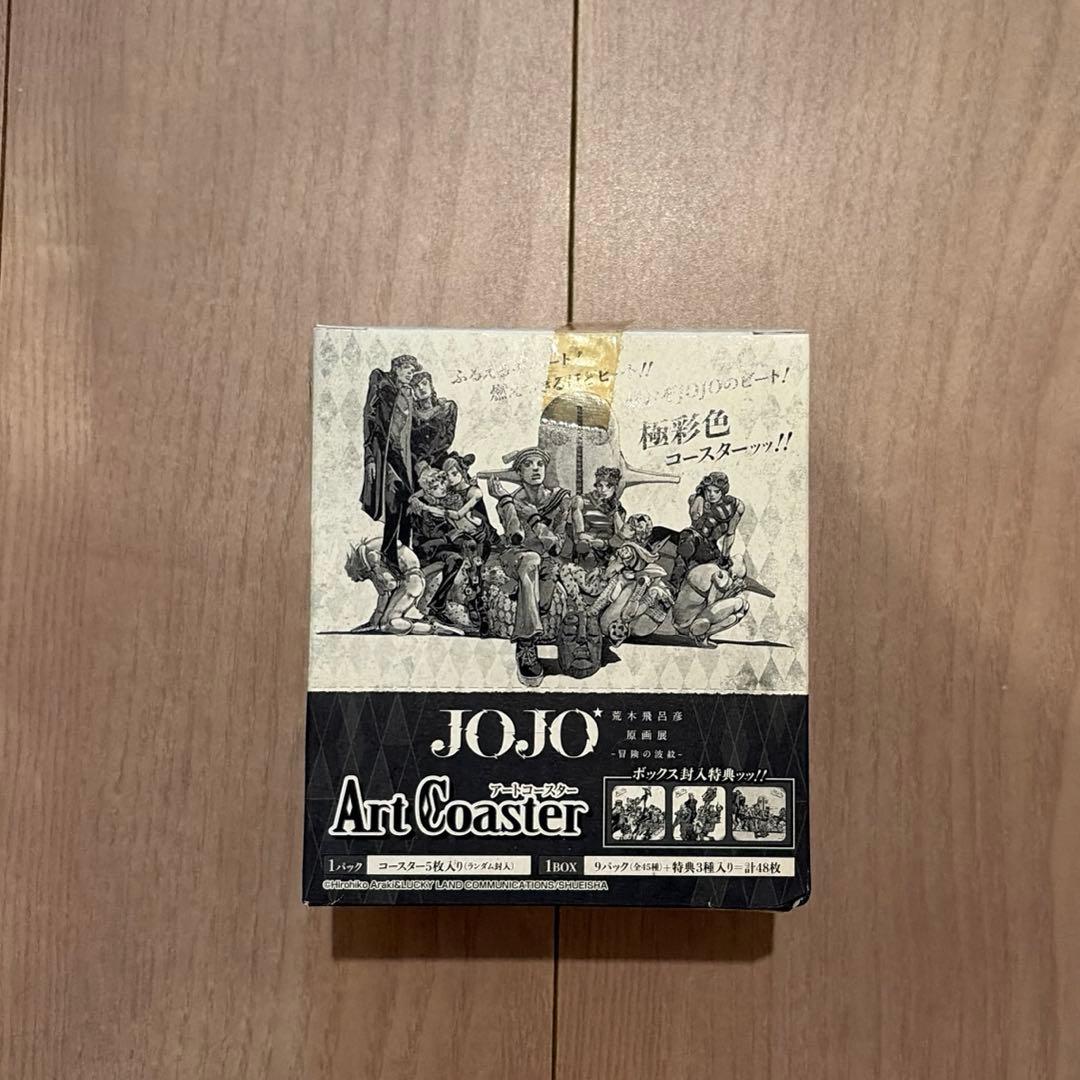 ふるえるぞハート!
燃えつきるほどヒート!!
刻むぞJOJOのビート!
極彩色
コースターッッ!!
JOJO
荒木飛呂彦
原画展
-冒険の波紋-
アートコースター
Art Coaster
ボックス封入特典ッッ!!
1パック コースター5枚入り(ランダム封入) 1BOX 9パック(全45種)+特典3種入り=計48枚
©Hirohiko Araki&LUCKY LAND COMMUNICATIONS/SHUEISHA